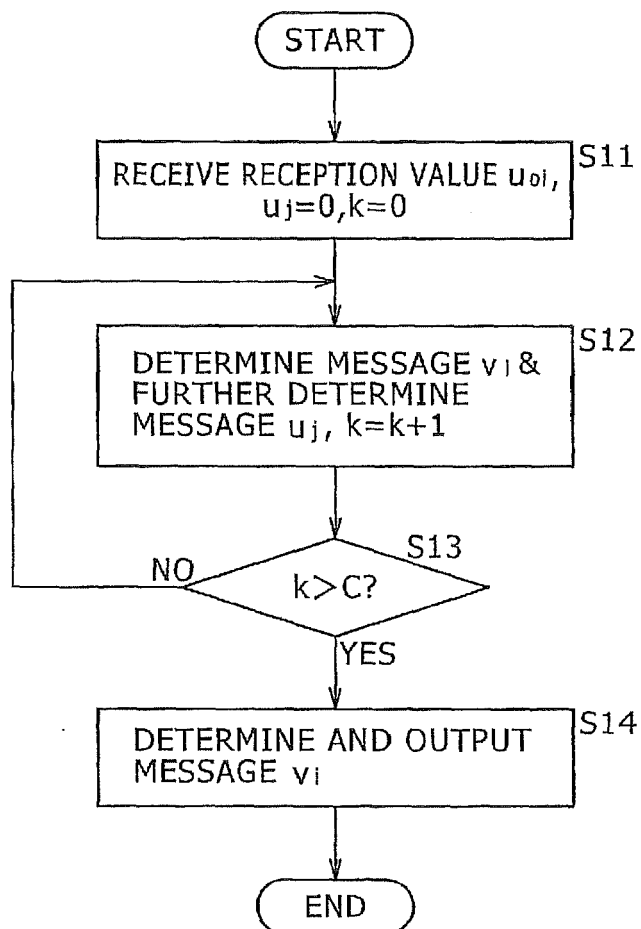 START
S11
RECEIVE RECEPTION VALUE u0i,
uj=0,k=0
S12
DETERMINE MESSAGE vi &
FURTHER DETERMINE
MESSAGE uj, k=k+1
S13
NO
k>C?
YES
S14
DETERMINE AND OUTPUT
MESSAGE vi
END